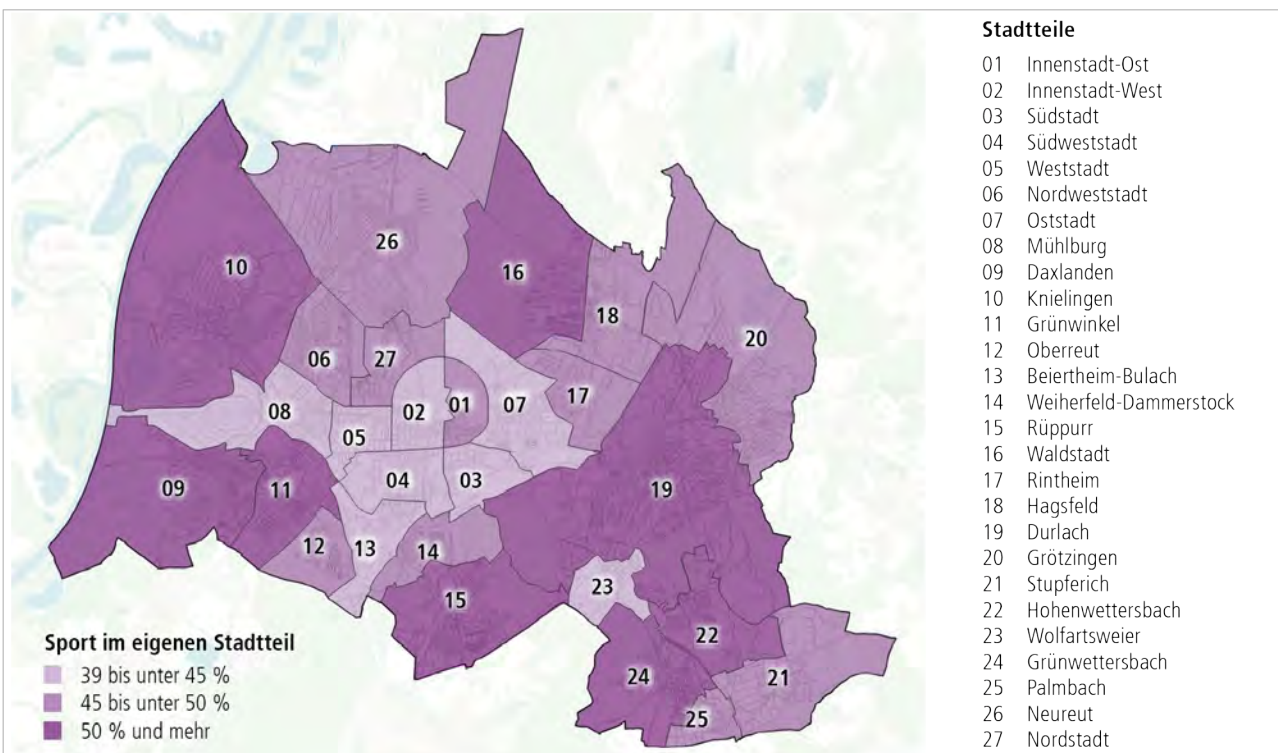 26
10
16
18
20
06
27
17
08
02
01
07
05
04
03
09
11
19
12
13
14
23
15
22
24
21
25
Sport im eigenen Stadtteil
39 bis unter 45 %
45 bis unter 50 %
50 % und mehr
Stadtteile
01 Innenstadt-Ost
02 Innenstadt-West
03 Südstadt
04 Südweststadt
05 Weststadt
06 Nordweststadt
07 Oststadt
08 Mühlburg
09 Daxlanden
10 Knielingen
11 Grünwinkel
12 Oberreut
13 Beiertheim-Bulach
14 Weiherfeld-Dammerstock
15 Rüppurr
16 Waldstadt
17 Rintheim
18 Hagsfeld
19 Durlach
20 Grötzingen
21 Stupferich
22 Hohenwettersbach
23 Wolfartsweier
24 Grünwettersbach
25 Palmbach
26 Neureut
27 Nordstadt